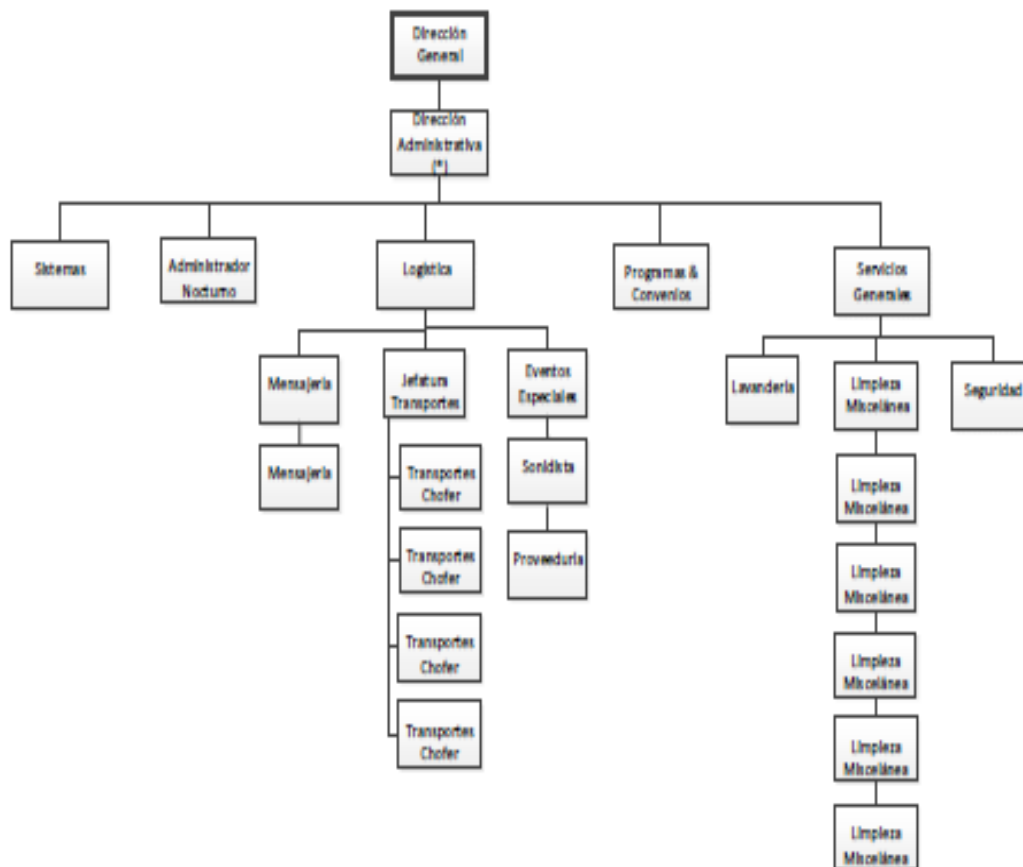 Dirección
General
Dirección
Administrativa
(*)
Sistemas
Administrador
Nocturno
Logística
Programas &
Convenios
Servicios
Generales
Mensajería
Jefatura
Transportes
Eventos
Especiales
Lavandería
Limpieza
Miscelánea
Seguridad
Mensajería
Transportes
Chofer
Sonidista
Limpieza
Miscelánea
Transportes
Chofer
Proveeduría
Limpieza
Miscelánea
Transportes
Chofer
Limpieza
Miscelánea
Transportes
Chofer
Limpieza
Miscelánea
Limpieza
Miscelánea